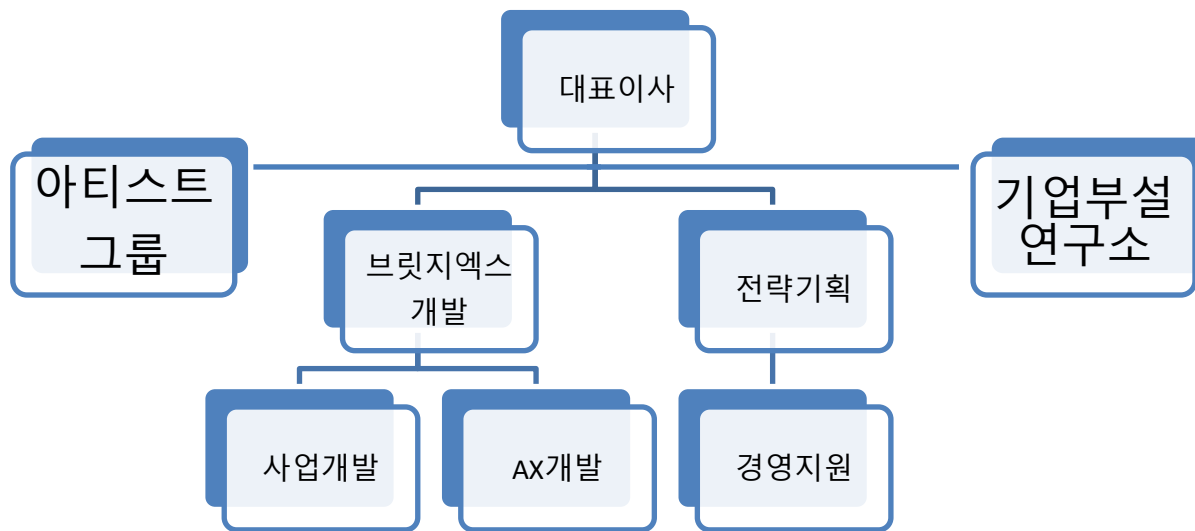 대표이사
아티스트
그룹
기업부설
연구소
브릿지엑스
개발
전략기획
사업개발
AX개발
경영지원